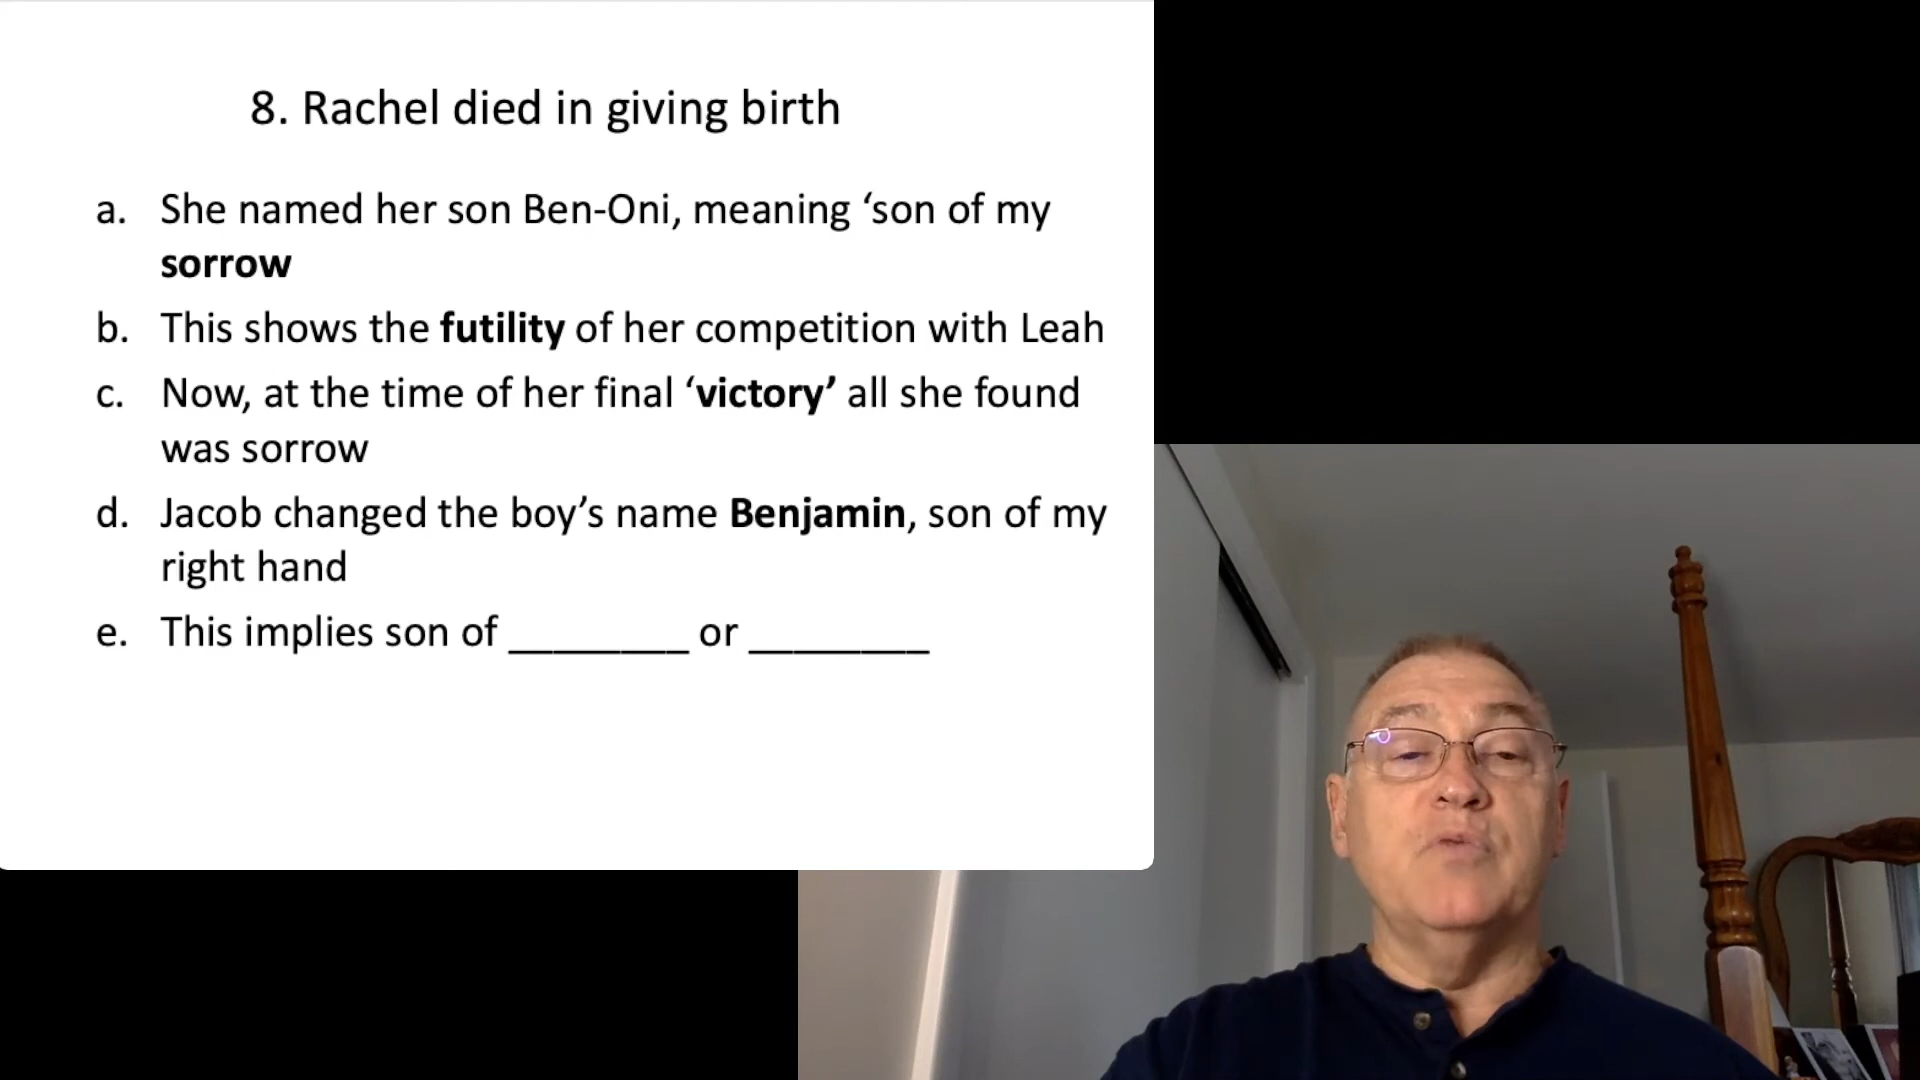 8. Rachel died in giving birth
a. She named her son Ben-Oni, meaning ‘son of my
sorrow
b. This shows the futility of her competition with Leah
c. Now, at the time of her final ‘victory’ all she found
was sorrow
d. Jacob changed the boy’s name Benjamin, son of my
right hand
e. This implies son of ________ or ________